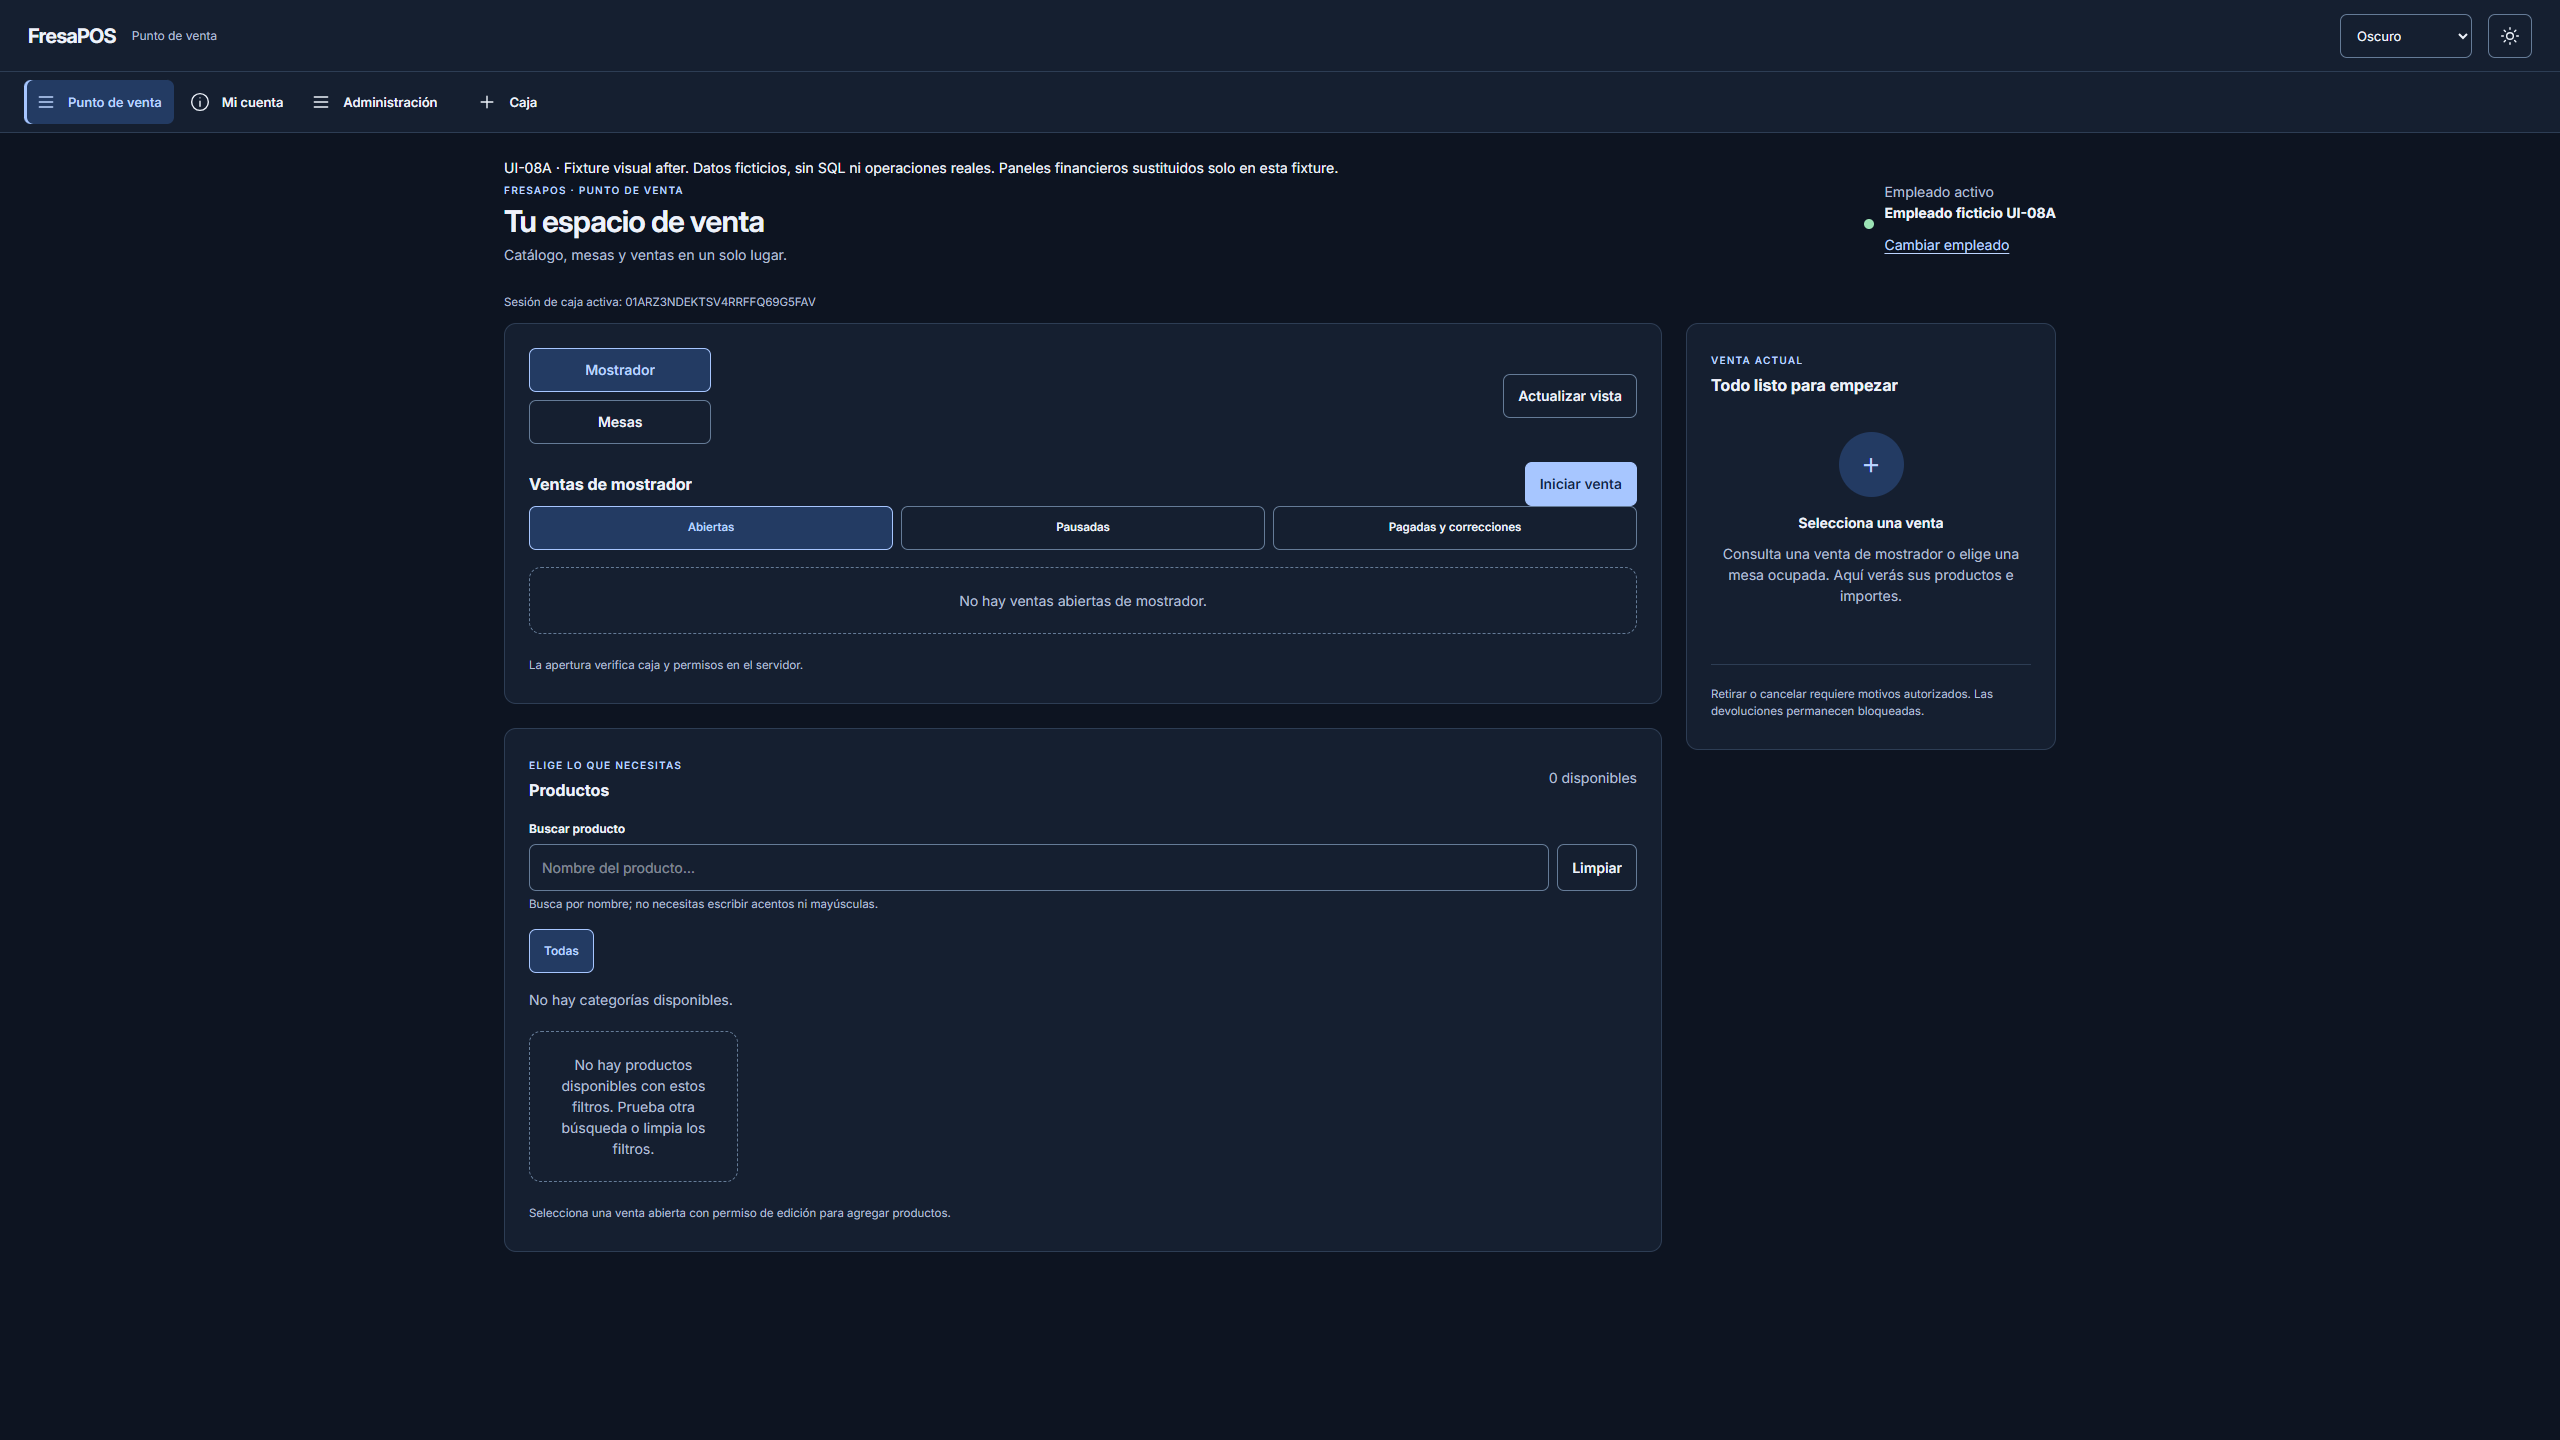 FresaPOS Punto de venta
Oscuro
Punto de venta Mi cuenta Administración Caja
UI-08A · Fixture visual after. Datos ficticios, sin SQL ni operaciones reales. Paneles financieros sustituidos solo en esta fixture.
FRESAPOS · PUNTO DE VENTA
Tu espacio de venta
Catálogo, mesas y ventas en un solo lugar.
Empleado activo
Empleado ficticio UI-08A
Cambiar empleado
Sesión de caja activa: 01ARZ3NDEKTSV4RRFFQ69G5FAV
Mostrador
Mesas
Actualizar vista
Ventas de mostrador
Iniciar venta
Abiertas Pausadas Pagadas y correcciones
No hay ventas abiertas de mostrador.
La apertura verifica caja y permisos en el servidor.
VENTA ACTUAL
Todo listo para empezar
Selecciona una venta
Consulta una venta de mostrador o elige una
mesa ocupada. Aquí verás sus productos e
importes.
Retirar o cancelar requiere motivos autorizados. Las
devoluciones permanecen bloqueadas.
ELIGE LO QUE NECESITAS
Productos
0 disponibles
Buscar producto
Nombre del producto...
Limpiar
Busca por nombre; no necesitas escribir acentos ni mayúsculas.
Todas
No hay categorías disponibles.
No hay productos
disponibles con estos
filtros. Prueba otra
búsqueda o limpia los
filtros.
Selecciona una venta abierta con permiso de edición para agregar productos.